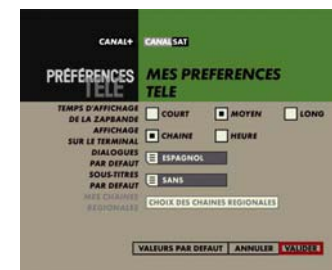 CANAL+ CANALSAT
PRÉFÉRENCES TELE
MES PREFERENCES TELE
TEMPS D'AFFICHAGE DE LA ZAPBANDE
COURT MOYEN LONG
AFFICHAGE SUR LE TERMINAL
CHAINE HEURE
DIALOGUES PAR DEFAUT
ESPAGNOL
SOUS-TITRES PAR DEFAUT
SANS
MES CHAINES REGIONALES
CHOIX DES CHAINES REGIONALES
VALEURS PAR DEFAUT ANNULER VALIDER